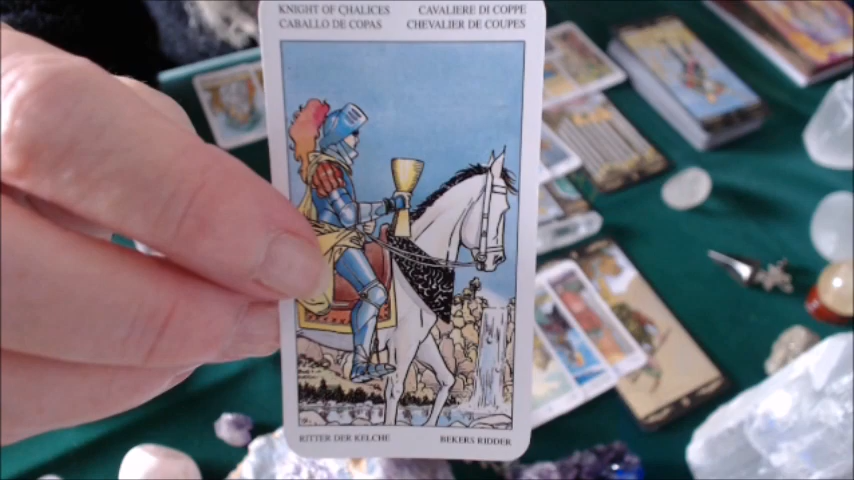 KNIGHT OF CHALICES CAVALIERE DI COPPE
CABALLO DE COPAS CHEVALIER DE COUPES
RITTER DER KELCHE BEKERS RIDDER